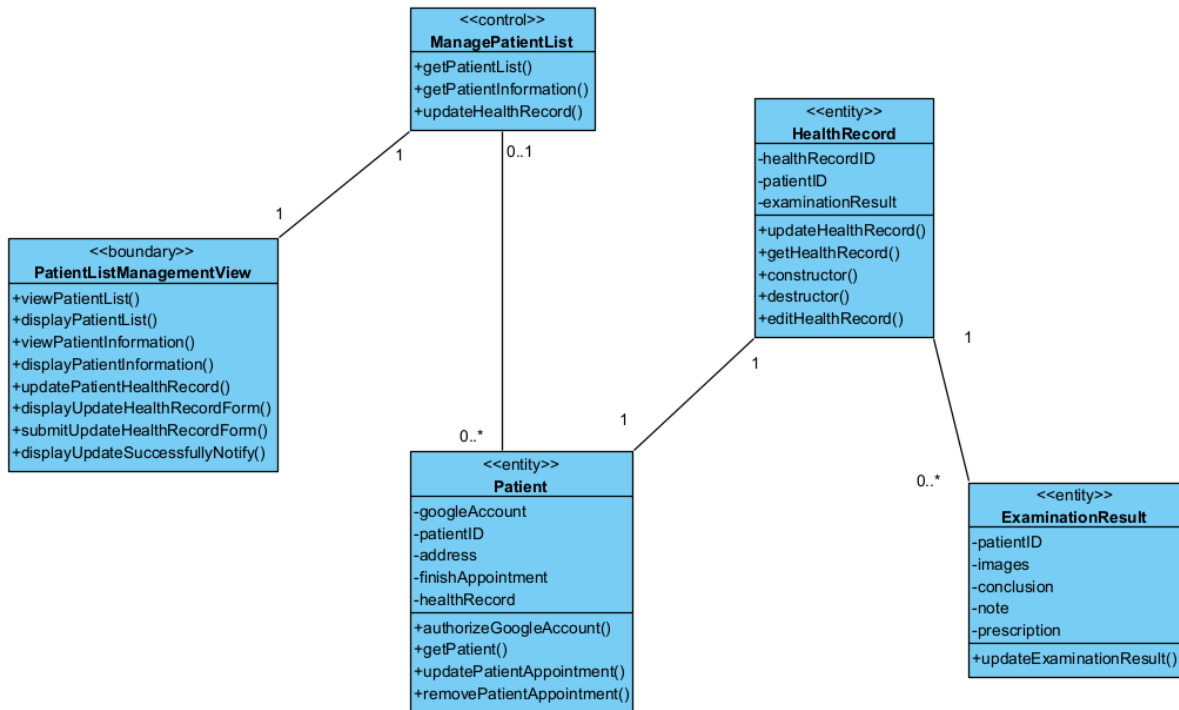 <<control>>
ManagePatientList
+getPatientList()
+getPatientInformation()
+updateHealthRecord()
1
0..1
1
<<boundary>>
PatientListManagementView
+viewPatientList()
+displayPatientList()
+viewPatientInformation()
+displayPatientInformation()
+updatePatientHealthRecord()
+displayUpdateHealthRecordForm()
+submitUpdateHealthRecordForm()
+displayUpdateSuccessfullyNotify()
<<entity>>
HealthRecord
-healthRecordID
-patientID
-examinationResult
+updateHealthRecord()
+getHealthRecord()
+constructor()
+destructor()
+editHealthRecord()
1
1
1
0..*
0..*
<<entity>>
Patient
-googleAccount
-patientID
-address
-finishAppointment
-healthRecord
+authorizeGoogleAccount()
+getPatient()
+updatePatientAppointment()
+removePatientAppointment()
<<entity>>
ExaminationResult
-patientID
-images
-conclusion
-note
-prescription
+updateExaminationResult()